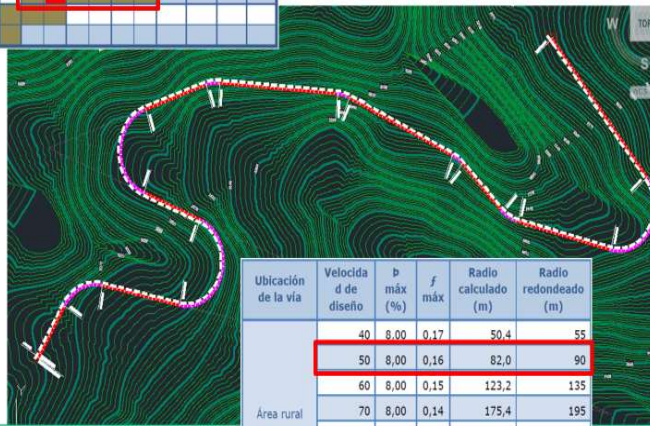 W
TOP
S
Ubicación de la vía
Velocida d de diseño
Þ máx (%)
f máx
Radio calculado (m)
Radio redondeado (m)
40 8,00 0,17 50,4 55
50 8,00 0,16 82,0 90
60 8,00 0,15 123,2 135
Área rural
70 8,00 0,14 175,4 195
Y